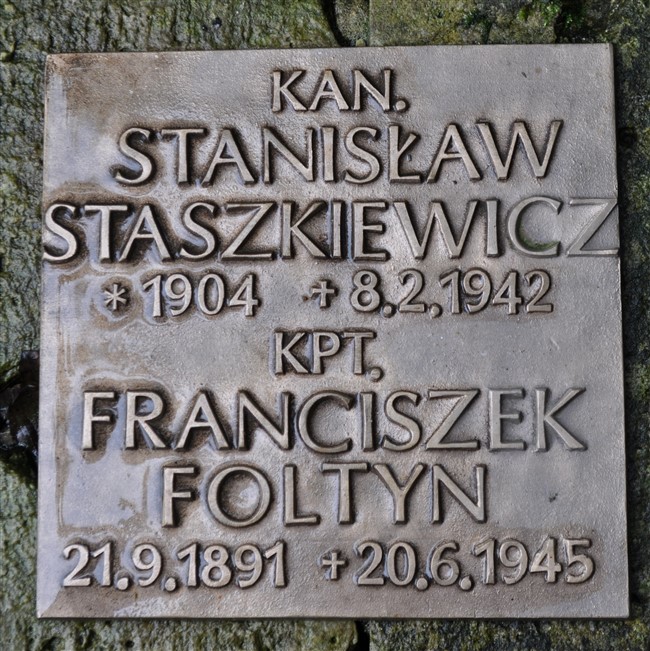 KAN.
STANISŁAW
STASZKIEWICZ
* 1904 + 8.2.1942
KPT.
FRANCISZEK
FOLTYN
21.9.1891 + 20.6.1945